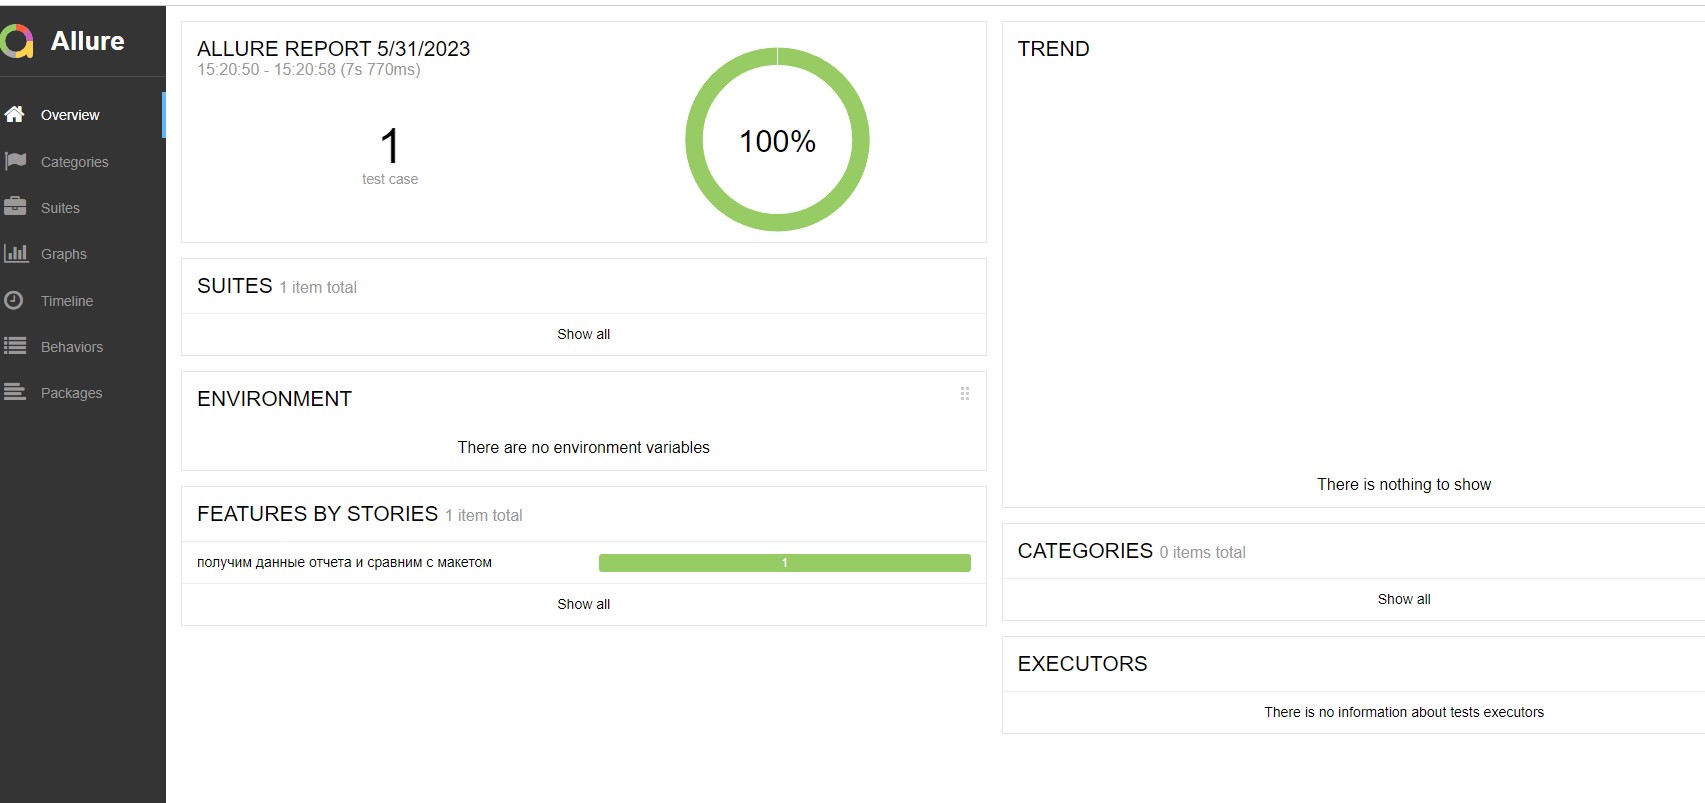 Allure
Overview
Categories
Suites
Graphs
Timeline
Behaviors
Packages
ALLURE REPORT 5/31/2023
15:20:50 - 15:20:58 (7s 770ms)
1
test case
100%
SUITES 1 item total
Show all
ENVIRONMENT
There are no environment variables
FEATURES BY STORIES 1 item total
получим данные отчета и сравним с макетом
1
Show all
TREND
There is nothing to show
CATEGORIES 0 items total
Show all
EXECUTORS
There is no information about tests executors